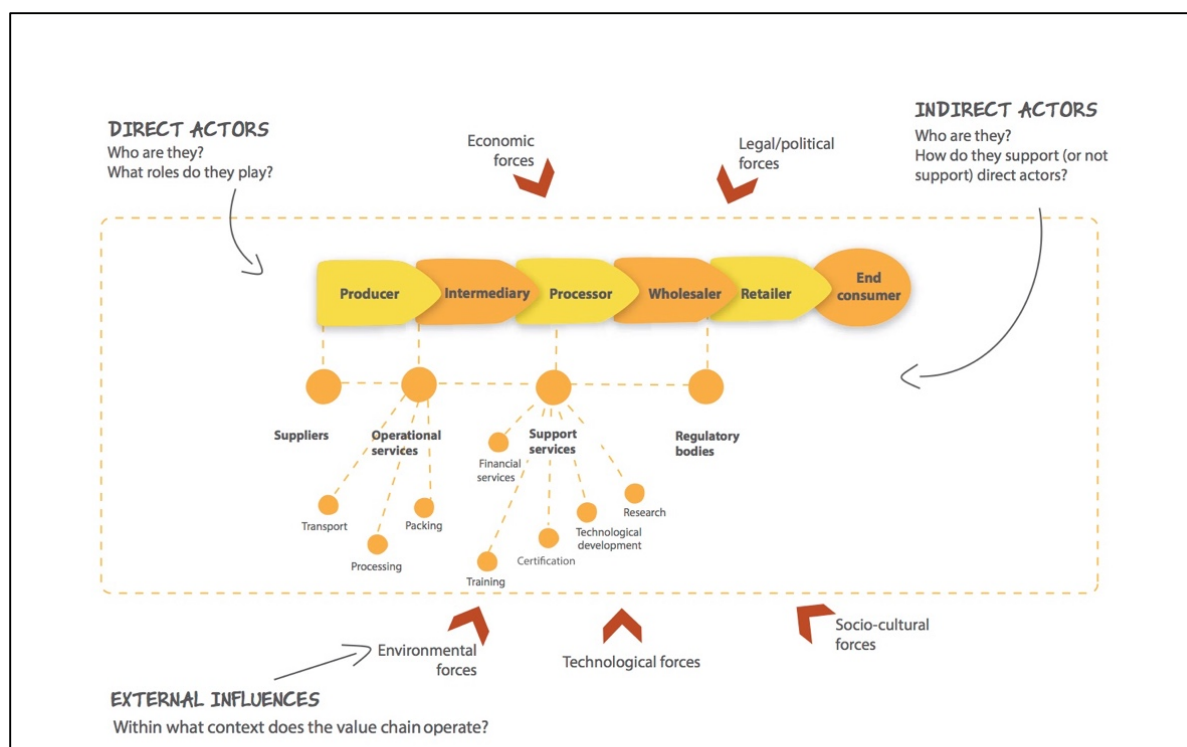 DIRECT ACTORS
Who are they?
What roles do they play?
Economic
forces
Legal/political
forces
INDIRECT ACTORS
Who are they?
How do they support (or not
support) direct actors?
Producer
Intermediary
Processor
Wholesaler
Retailer
End
consumer
Suppliers
Operational
services
Support
services
Regulatory
bodies
Financial
services
Transport
Packing
Processing
Training
Certification
Technological
development
Research
Environmental
forces
Technological forces
Socio-cultural
forces
EXTERNAL INFLUENCES
Within what context does the value chain operate?